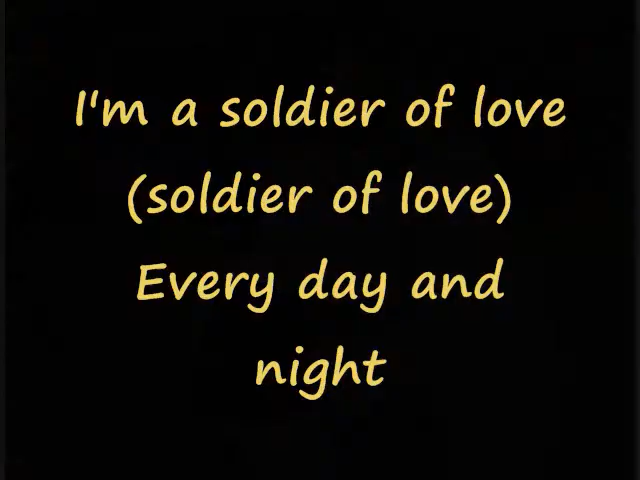 I'm a soldier of love
(soldier of love)
Every day and
night